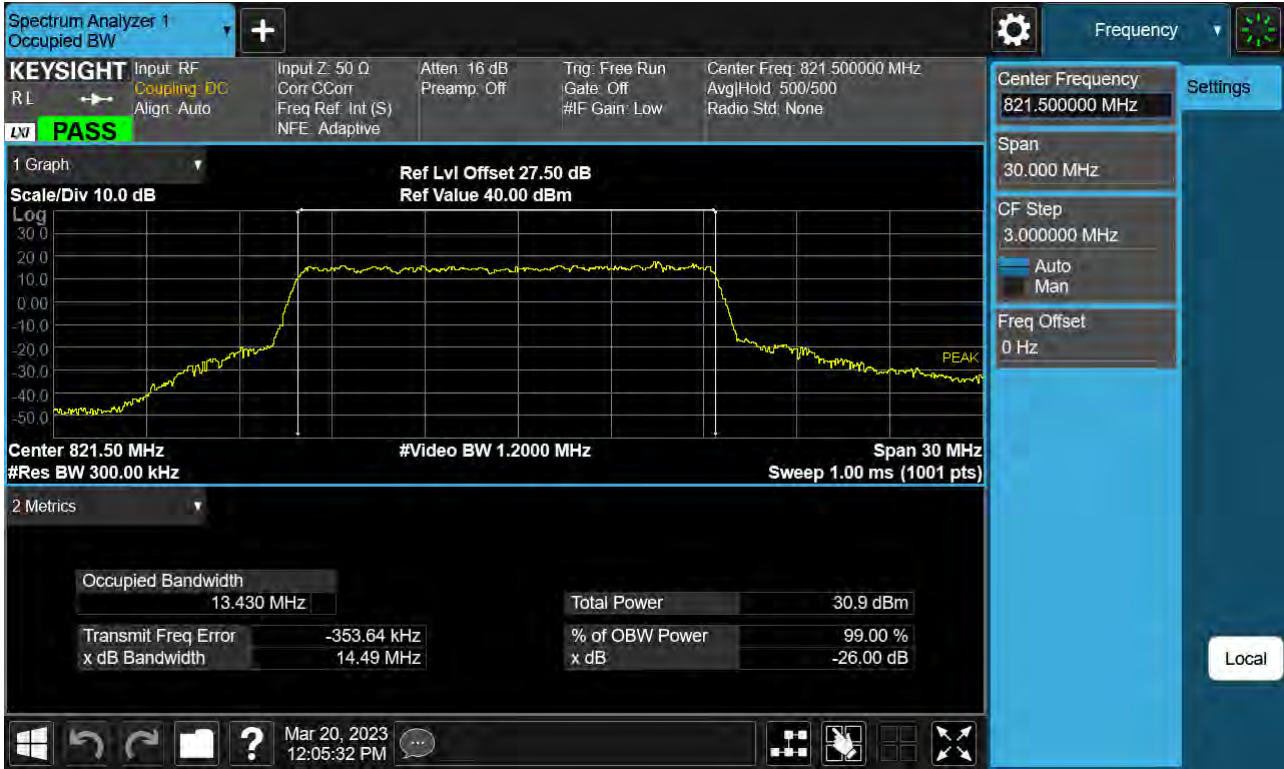 Spectrum Analyzer 1
Occupied BW
+
Frequency
KEYSIGHT
R L
LXI
PASS
Input: RF
Coupling: DC
Align: Auto
Input Z: 50 Ω
Corr CCorr
Freq Ref: Int (S)
NFE: Adaptive
Atten: 16 dB
Preamp: Off
Trig: Free Run
Gate: Off
#IF Gain: Low
Center Freq: 821.500000 MHz
Avg|Hold: 500/500
Radio Std: None
Center Frequency
821.500000 MHz
Settings
Span
30.000 MHz
CF Step
3.000000 MHz
Auto
Man
Freq Offset
0 Hz
Local
1 Graph
Scale/Div 10.0 dB
Ref Lvl Offset 27.50 dB
Ref Value 40.00 dBm
Log
30.0
20.0
10.0
0.00
-10.0
-20.0
-30.0
-40.0
-50.0
PEAK
Center 821.50 MHz
#Video BW 1.2000 MHz
Span 30 MHz
#Res BW 300.00 kHz
Sweep 1.00 ms (1001 pts)
2 Metrics
Occupied Bandwidth
13.430 MHz
Total Power 30.9 dBm
Transmit Freq Error -353.64 kHz
% of OBW Power 99.00 %
x dB Bandwidth 14.49 MHz
x dB -26.00 dB
?
Mar 20, 2023
12:05:32 PM